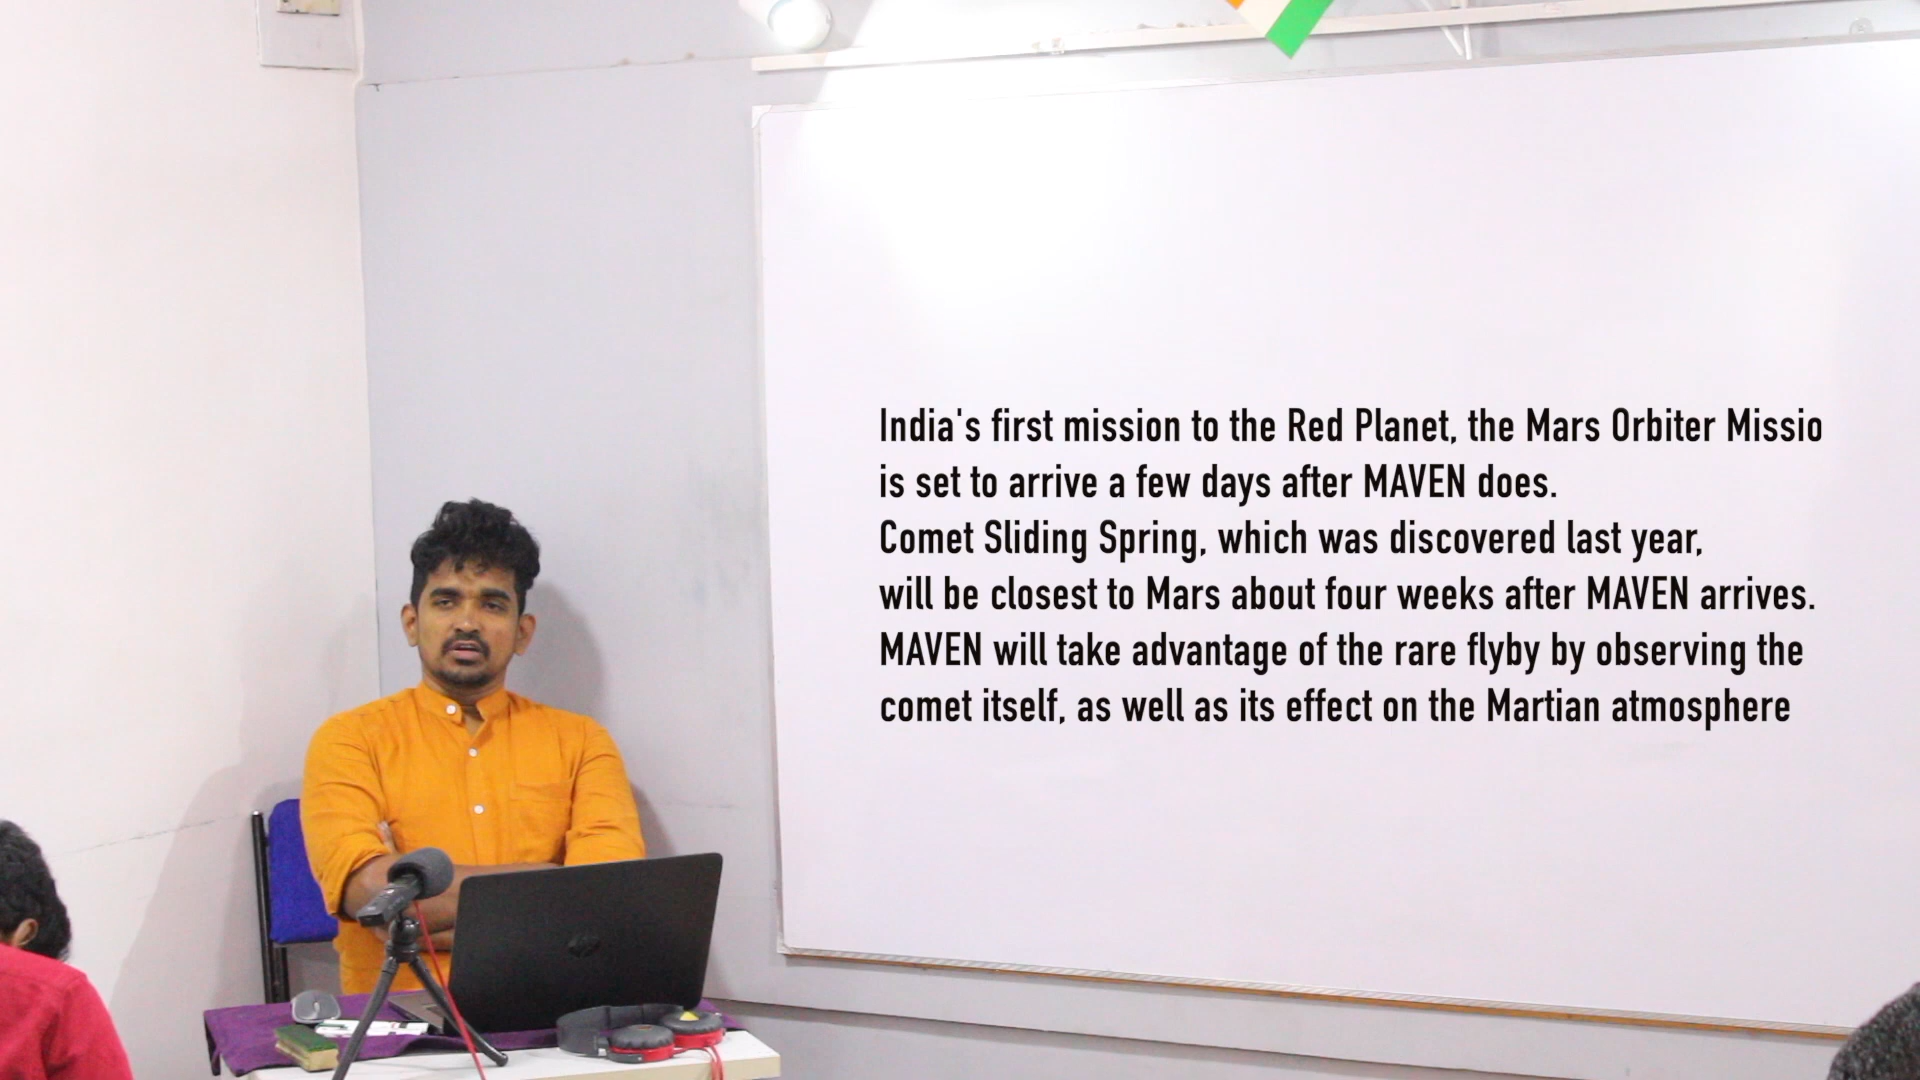 India's first mission to the Red Planet, the Mars Orbiter Missio
is set to arrive a few days after MAVEN does.
Comet Sliding Spring, which was discovered last year,
will be closest to Mars about four weeks after MAVEN arrives.
MAVEN will take advantage of the rare flyby by observing the
comet itself, as well as its effect on the Martian atmosphere